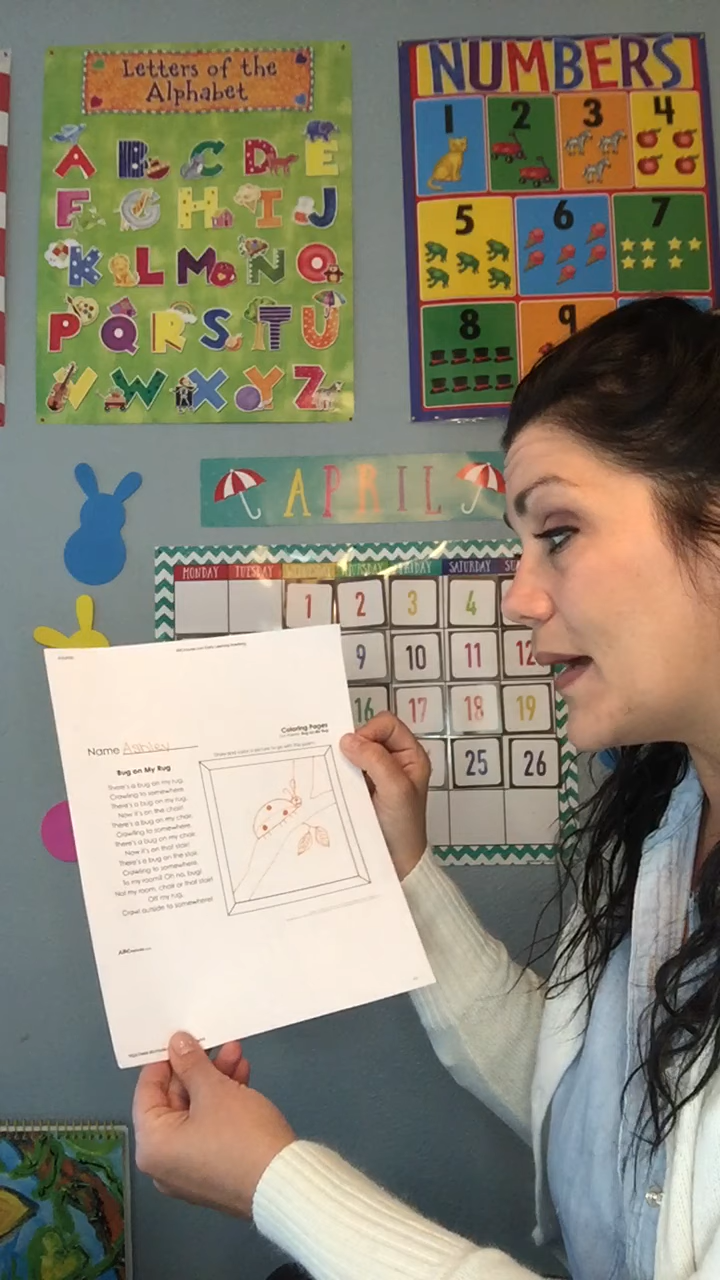 Letters of the
Alphabet
A B C D E
F G H I J
K L M N O
P Q R S T U
V W X Y Z
NUMBERS
1 2 3 4
5 6 7
8 9
APRIL
MONDAY TUESDAY WEDNESDAY THURSDAY FRIDAY SATURDAY
1 2 3 4
9 10 11 12
16 17 18 19
25 26
Coloring Pages
Name Ashley
Bug on My Rug
There's a bug on my rug.
Crawling to somewhere.
There's a bug on my rug.
Now it's on the chair!
There's a bug on my chair.
Crawling to somewhere.
There's a bug on my chair.
Now it's on that stair!
There's a bug on the stair.
Crawling to somewhere.
To my room? Oh no, bug!
Not my room, chair or that stair!
Off my rug,
Crawl outside to somewhere!